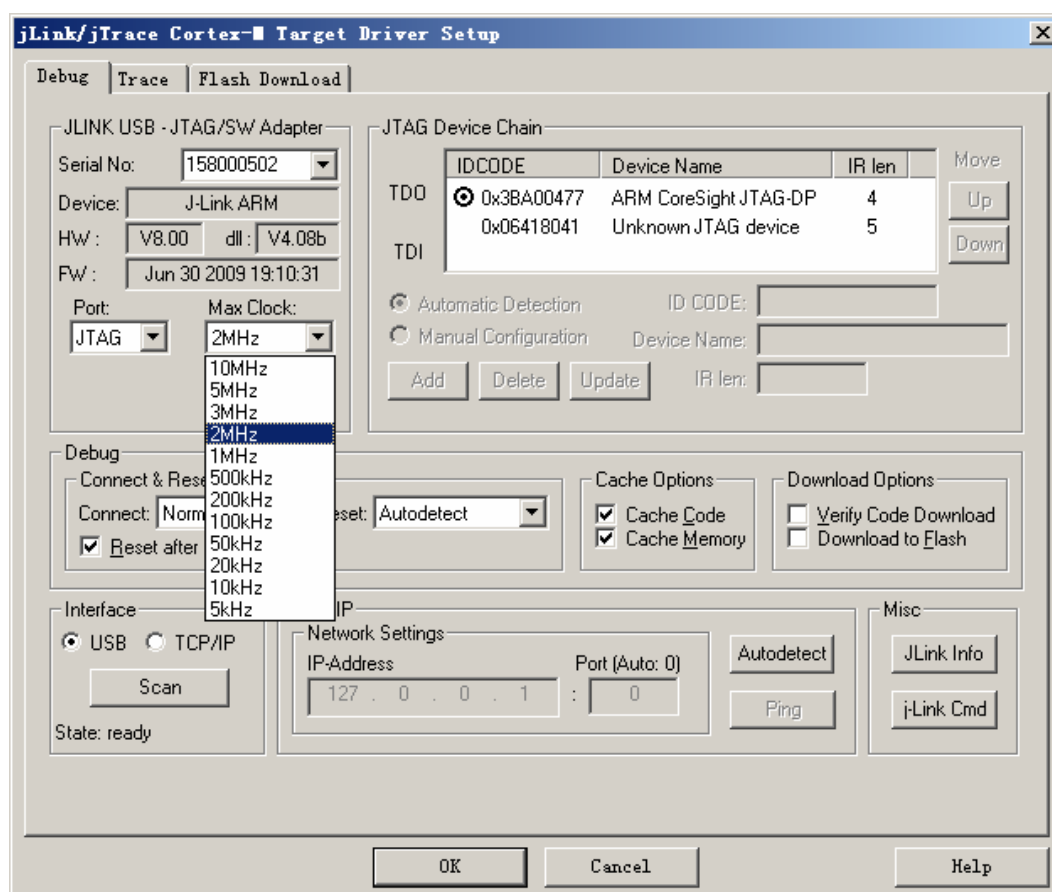 jLink/jTrace Cortex-M Target Driver Setup
Debug Trace Flash Download
JLINK USB - JTAG/SW Adapter
Serial No: 158000502
Device: J-Link ARM
HW : V8.00 dll : V4.08b
FW : Jun 30 2009 19:10:31
Port: Max Clock:
JTAG 2MHz
10MHz
5MHz
3MHz
2MHz
1MHz
500kHz
200kHz
100kHz
50kHz
20kHz
10kHz
5kHz
JTAG Device Chain
IDCODE Device Name IR len Move
TDO 0x3BA00477 ARM CoreSight JTAG-DP 4 Up
0x06418041 Unknown JTAG device 5
TDI Down
Automatic Detection ID CODE:
Manual Configuration Device Name:
Add Delete Update IR len:
Debug
Connect & Rese
Connect: Norm eset: Autodetect
Reset after
Cache Options
Cache Code
Cache Memory
Download Options
Verify Code Download
Download to Flash
Interface
USB TCP/IP
Scan
State: ready
IP
Network Settings
IP-Address Port (Auto: 0)
127 . 0 . 0 . 1 : 0
Autodetect
Ping
Misc
JLink Info
j-Link Cmd
OK Cancel Help